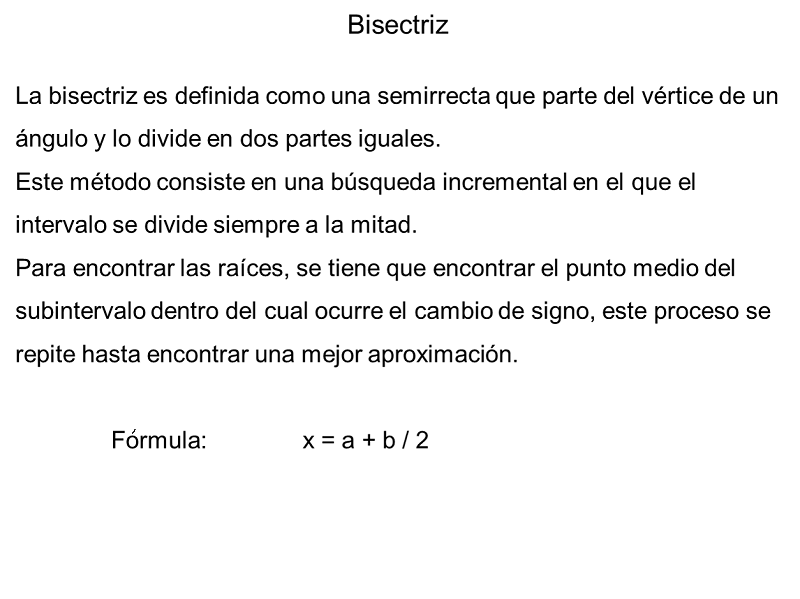 Bisectriz
La bisectriz es definida como una semirrecta que parte del vértice de un
ángulo y lo divide en dos partes iguales.
Este método consiste en una búsqueda incremental en el que el
intervalo se divide siempre a la mitad.
Para encontrar las raíces, se tiene que encontrar el punto medio del
subintervalo dentro del cual ocurre el cambio de signo, este proceso se
repite hasta encontrar una mejor aproximación.
Fórmula: x = a + b / 2